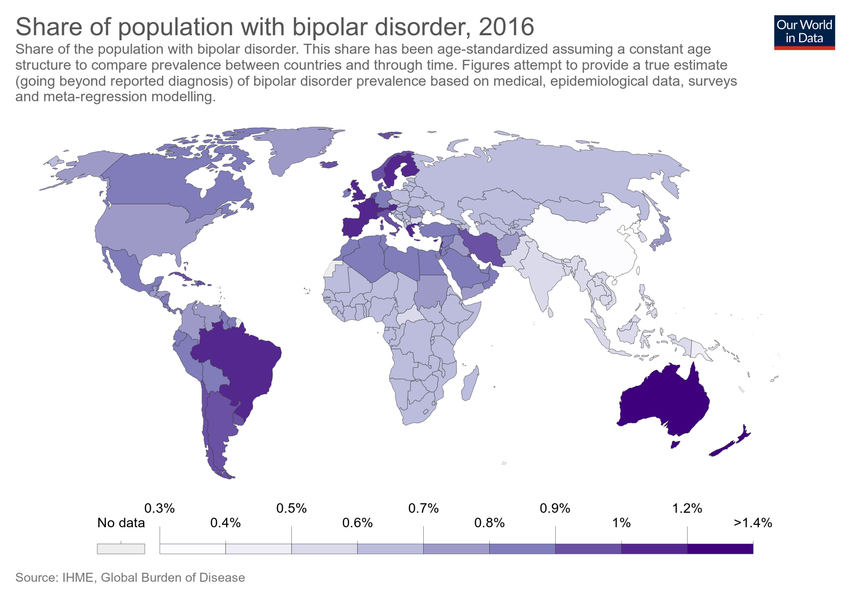 Share of population with bipolar disorder, 2016
Our World
in Data
Share of the population with bipolar disorder. This share has been age-standardized assuming a constant age
structure to compare prevalence between countries and through time. Figures attempt to provide a true estimate
(going beyond reported diagnosis) of bipolar disorder prevalence based on medical, epidemiological data, surveys
and meta-regression modelling.
0.3% 0.5% 0.7% 0.9% 1.2%
No data 0.4% 0.6% 0.8% 1% >1.4%
Source: IHME, Global Burden of Disease